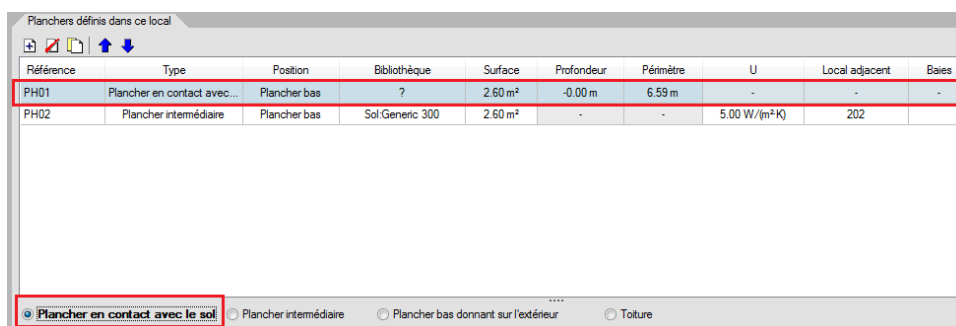 Planchers définis dans ce local
Référence Type Position Bibliothèque Surface Profondeur Périmètre U Local adjacent Baies
PH01 Plancher en contact avec... Plancher bas ? 2.60 m² -0.00 m 6.59 m - - -
PH02 Plancher intermédiaire Plancher bas Sol:Generic 300 2.60 m² - - 5.00 W/(m²·K) 202
Plancher en contact avec le sol Plancher intermédiaire Plancher bas donnant sur l'extérieur Toiture